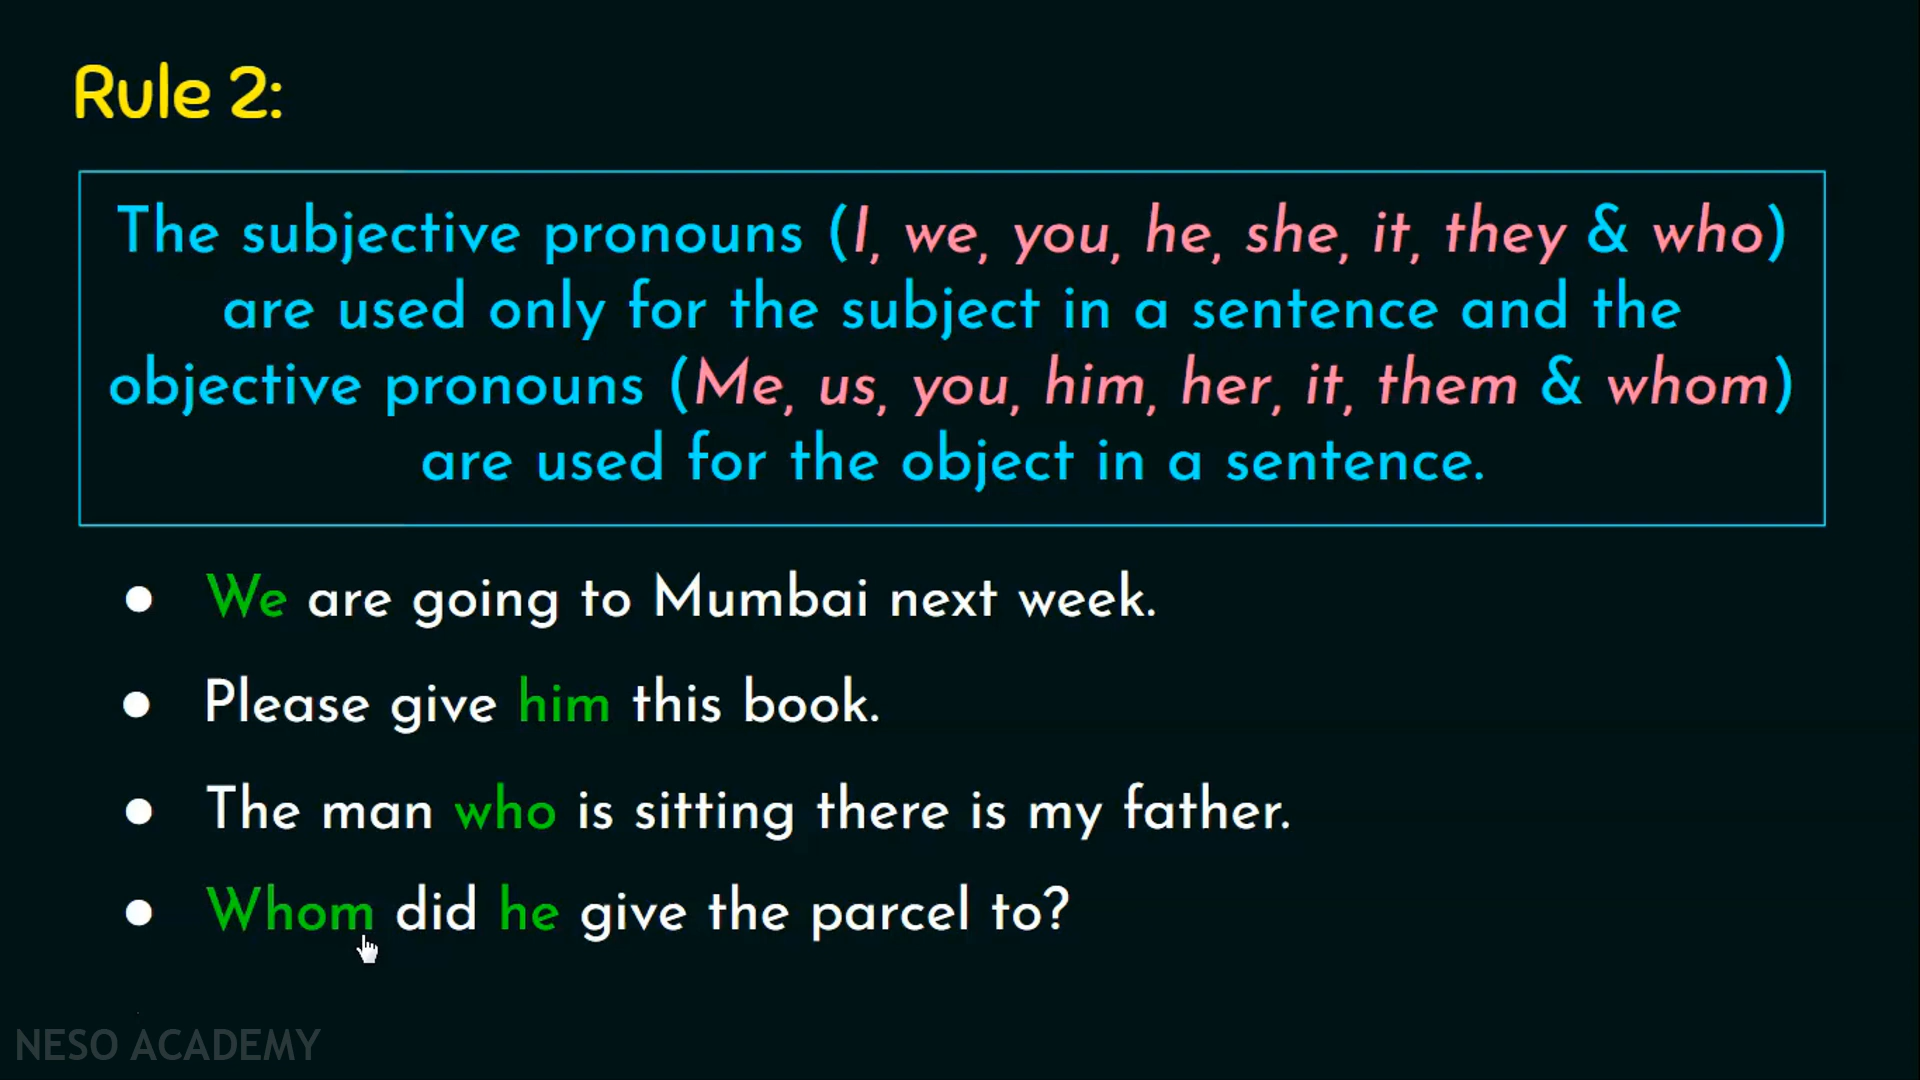 Rule 2:
The subjective pronouns (I, we, you, he, she, it, they & who)
are used only for the subject in a sentence and the
objective pronouns (Me, us, you, him, her, it, them & whom)
are used for the object in a sentence.
● We are going to Mumbai next week.
● Please give him this book.
● The man who is sitting there is my father.
● Whom did he give the parcel to?
NESO ACADEMY